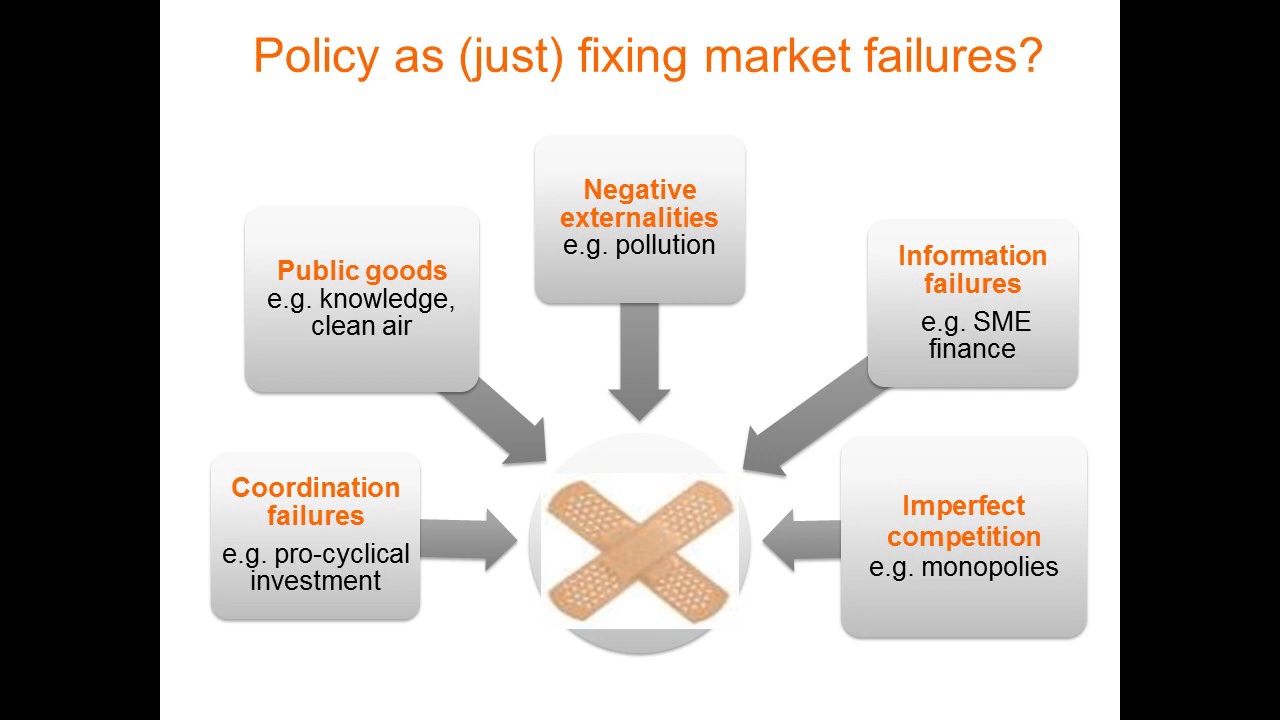 Policy as (just) fixing market failures?
Negative
externalities
e.g. pollution
Public goods
e.g. knowledge,
clean air
Information
failures
e.g. SME
finance
Coordination
failures
e.g. pro-cyclical
investment
Imperfect
competition
e.g. monopolies